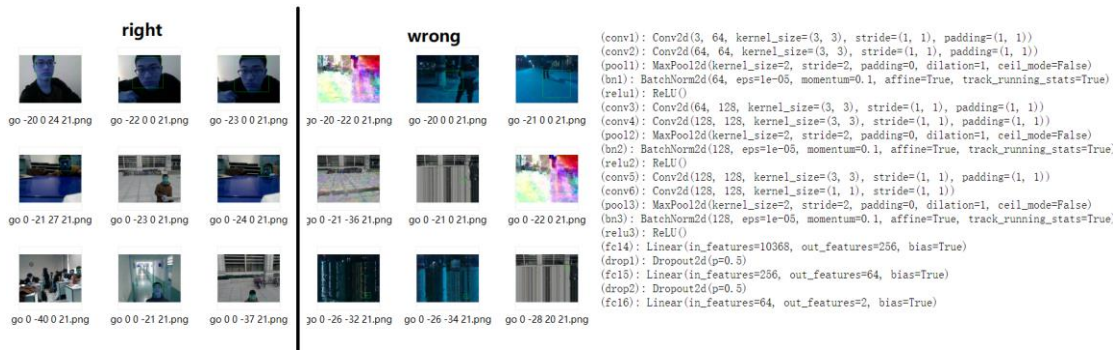 right
wrong
go -20 0 24 21.png
go -22 0 0 21.png
go -23 0 0 21.png
go -20 -22 0 21.png
go -20 0 0 21.png
go -21 0 0 21.png
go 0 -21 27 21.png
go 0 -23 0 21.png
go 0 -24 0 21.png
go 0 -21 -36 21.png
go 0 -21 0 21.png
go 0 -22 0 21.png
go 0 -40 0 21.png
go 0 0 -21 21.png
go 0 0 -37 21.png
go 0 -26 -32 21.png
go 0 -26 -34 21.png
go 0 -28 20 21.png
(conv1): Conv2d(3, 64, kernel_size=(3, 3), stride=(1, 1), padding=(1, 1))
(conv2): Conv2d(64, 64, kernel_size=(3, 3), stride=(1, 1), padding=(1, 1))
(pool1): MaxPool2d(kernel_size=2, stride=2, padding=0, dilation=1, ceil_mode=False)
(bn1): BatchNorm2d(64, eps=1e-05, momentum=0.1, affine=True, track_running_stats=True)
(relu1): ReLU()
(conv3): Conv2d(64, 128, kernel_size=(3, 3), stride=(1, 1), padding=(1, 1))
(conv4): Conv2d(128, 128, kernel_size=(3, 3), stride=(1, 1), padding=(1, 1))
(pool2): MaxPool2d(kernel_size=2, stride=2, padding=0, dilation=1, ceil_mode=False)
(bn2): BatchNorm2d(128, eps=1e-05, momentum=0.1, affine=True, track_running_stats=True)
(relu2): ReLU()
(conv5): Conv2d(128, 128, kernel_size=(3, 3), stride=(1, 1), padding=(1, 1))
(conv6): Conv2d(128, 128, kernel_size=(1, 1), stride=(1, 1))
(pool3): MaxPool2d(kernel_size=2, stride=2, padding=0, dilation=1, ceil_mode=False)
(bn3): BatchNorm2d(128, eps=1e-05, momentum=0.1, affine=True, track_running_stats=True)
(relu3): ReLU()
(fc14): Linear(in_features=10368, out_features=256, bias=True)
(drop1): Dropout2d(p=0.5)
(fc15): Linear(in_features=256, out_features=64, bias=True)
(drop2): Dropout2d(p=0.5)
(fc16): Linear(in_features=64, out_features=2, bias=True)